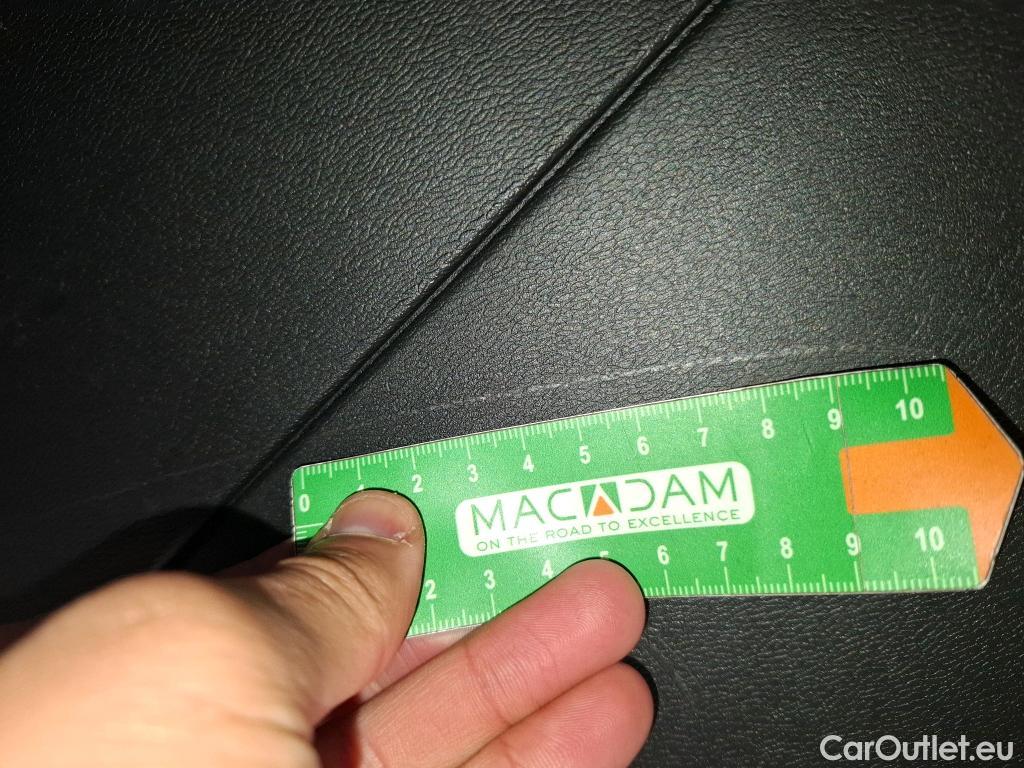 0 1 2 3 4 5 6 7 8 9 10
MACADAM
ON THE ROAD TO EXCELLENCE
2 3 4 5 6 7 8 9 10
CarOutlet.eu